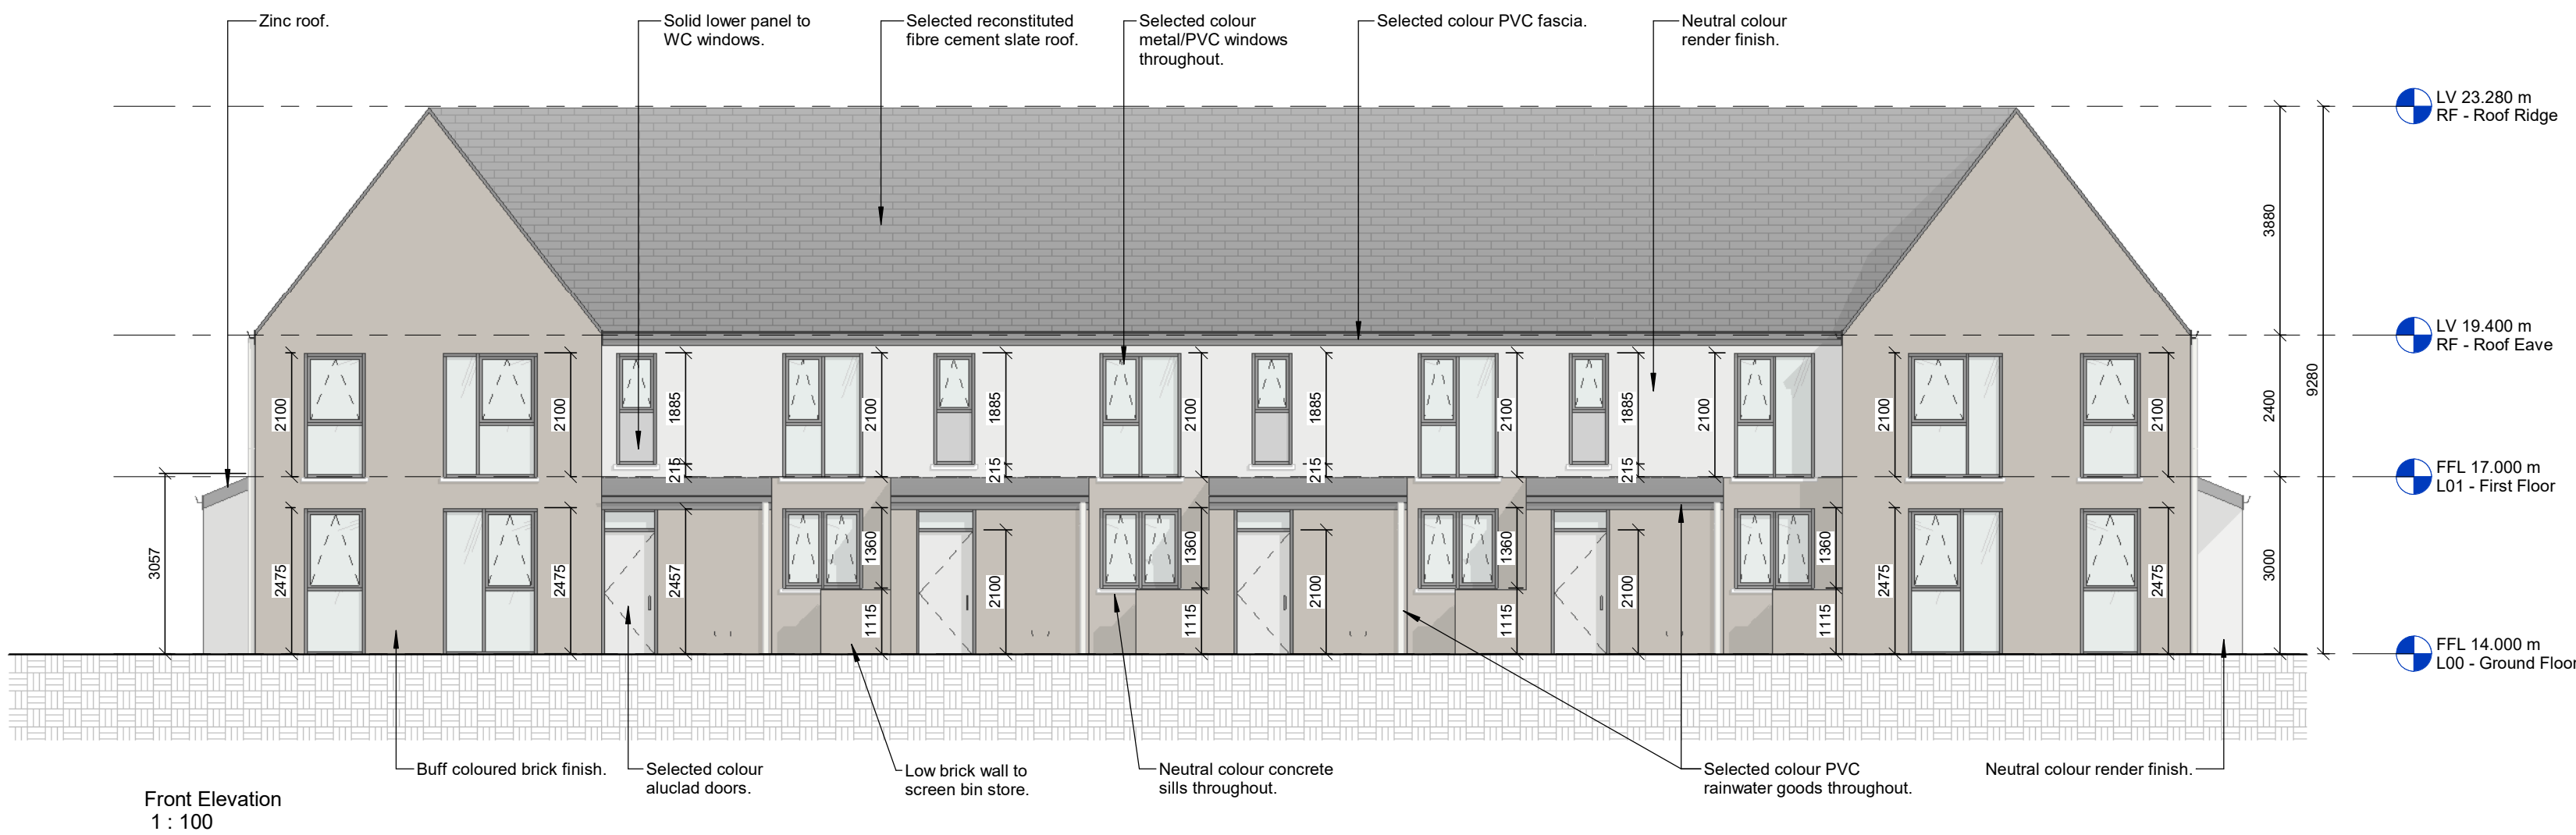 Zinc roof.
Solid lower panel to
WC windows.
Selected reconstituted
fibre cement slate roof.
Selected colour
metal/PVC windows
throughout.
Selected colour PVC fascia.
Neutral colour
render finish.
LV 23.280 m
RF - Roof Ridge
3880
LV 19.400 m
RF - Roof Eave
9280
2400
2100
2100
1885
215
2100
1885
215
2100
1885
215
2100
1885
215
2100
2100
2100
FFL 17.000 m
L01 - First Floor
3057
2475
2475
2457
1360
1115
2100
1360
1115
2100
1360
1115
2100
1360
1115
2475
2475
3000
FFL 14.000 m
L00 - Ground Floor
Buff coloured brick finish.
Selected colour
aluclad doors.
Low brick wall to
screen bin store.
Neutral colour concrete
sills throughout.
Selected colour PVC
rainwater goods throughout.
Neutral colour render finish.
Front Elevation
1 : 100